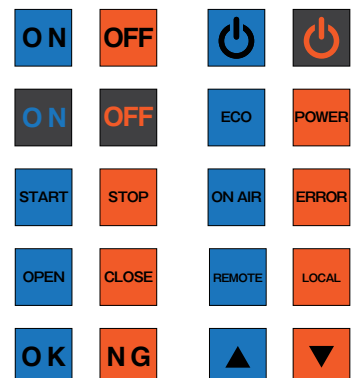 ON OFF
ON OFF ECO POWER
START STOP ON AIR ERROR
OPEN CLOSE REMOTE LOCAL
OK NG